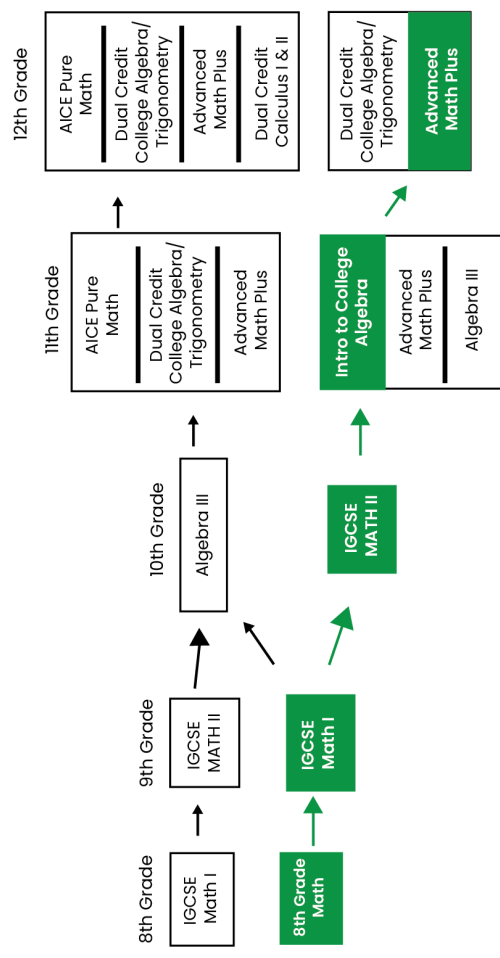 8th Grade
9th Grade
10th Grade
11th Grade
12th Grade
IGCSE
Math I
IGCSE
MATH II
Algebra III
AICE Pure
Math
Dual Credit
College Algebra/
Trigonometry
Advanced
Math Plus
AICE Pure
Math
Dual Credit
College Algebra/
Trigonometry
Advanced
Math Plus
Dual Credit
Calculus I & II
8th Grade
Math
IGCSE
Math I
IGCSE
MATH II
Intro to College
Algebra
Advanced
Math Plus
Algebra III
Dual Credit
College Algebra/
Trigonometry
Advanced
Math Plus